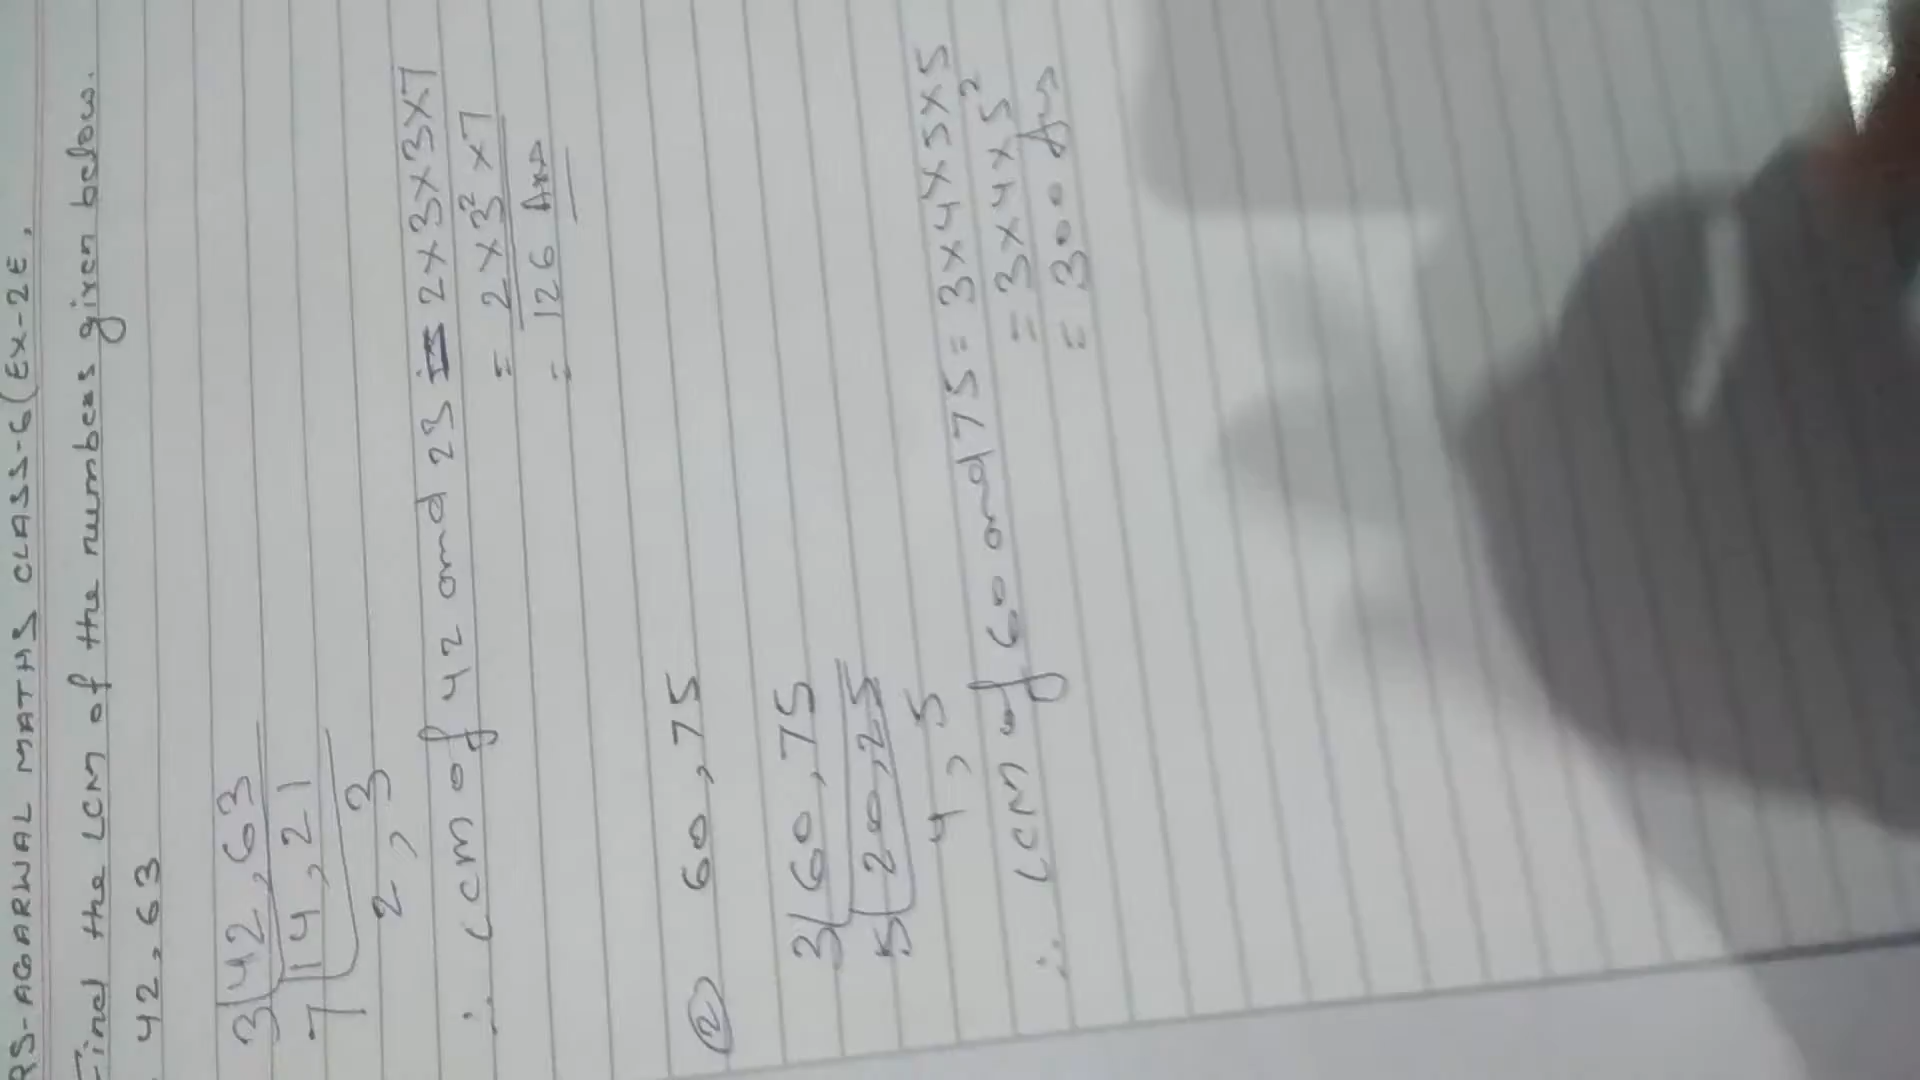 RS-AGARWAL MATHS CLASS-6(EX-2E,
Find the LCM of the numbers given below.
42, 63
3 42, 63
7 14, 21
2, 3
∴ LCM of 42 and 23 = 2×3×3×7
= 2×3²×7
= 126 Ans
② 60, 75
3 60, 75
5 20, 25
4, 5
∴ LCM of 60 and 75 = 3×4×5×5
= 3×4×5²
= 300 Ans